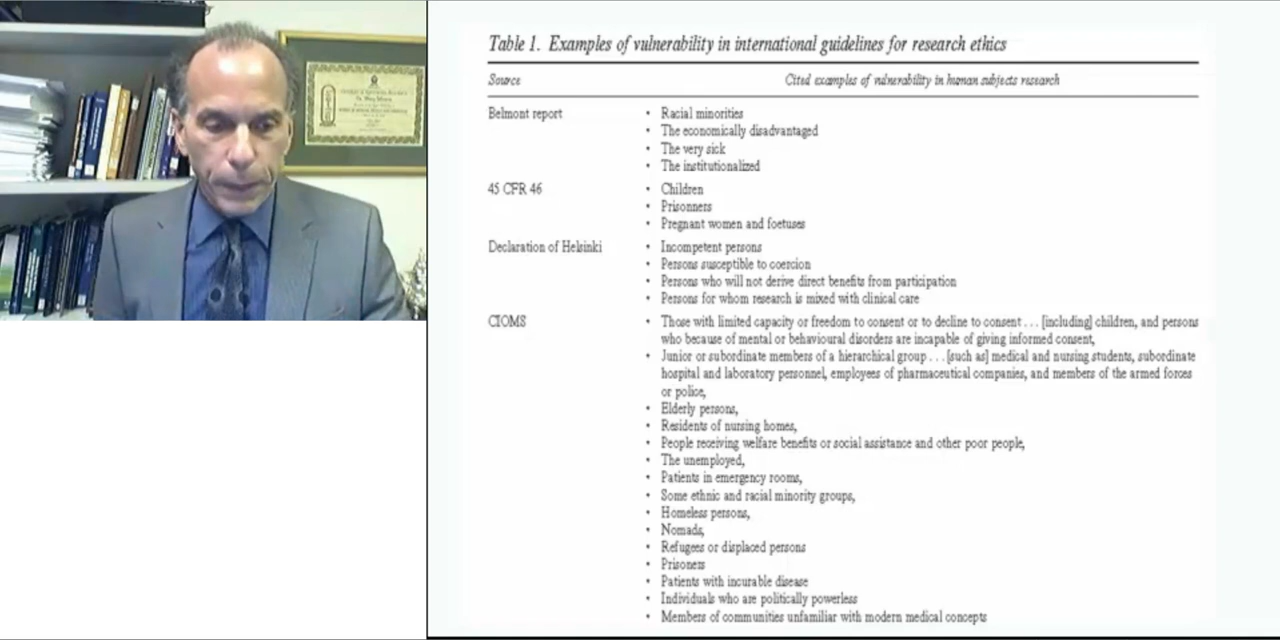 Table 1. Examples of vulnerability in international guidelines for research ethics
Source
Cited examples of vulnerability in human subjects research
Belmont report
• Racial minorities
• The economically disadvantaged
• The very sick
• The institutionalized
45 CFR 46
• Children
• Prisonners
• Pregnant women and foetuses
Declaration of Helsinki
• Incompetent persons
• Persons susceptible to coercion
• Persons who will not derive direct benefits from participation
• Persons for whom research is mixed with clinical care
CIOMS
• Those with limited capacity or freedom to consent or to decline to consent . . . [including] children, and persons
who because of mental or behavioural disorders are incapable of giving informed consent,
• Junior or subordinate members of a hierarchical group . . . [such as] medical and nursing students, subordinate
hospital and laboratory personnel, employees of pharmaceutical companies, and members of the armed forces
or police,
• Elderly persons,
• Residents of nursing homes,
• People receiving welfare benefits or social assistance and other poor people,
• The unemployed,
• Patients in emergency rooms,
• Some ethnic and racial minority groups,
• Homeless persons,
• Nomads,
• Refugees or displaced persons
• Prisoners
• Patients with incurable disease
• Individuals who are politically powerless
• Members of communities unfamiliar with modern medical concepts